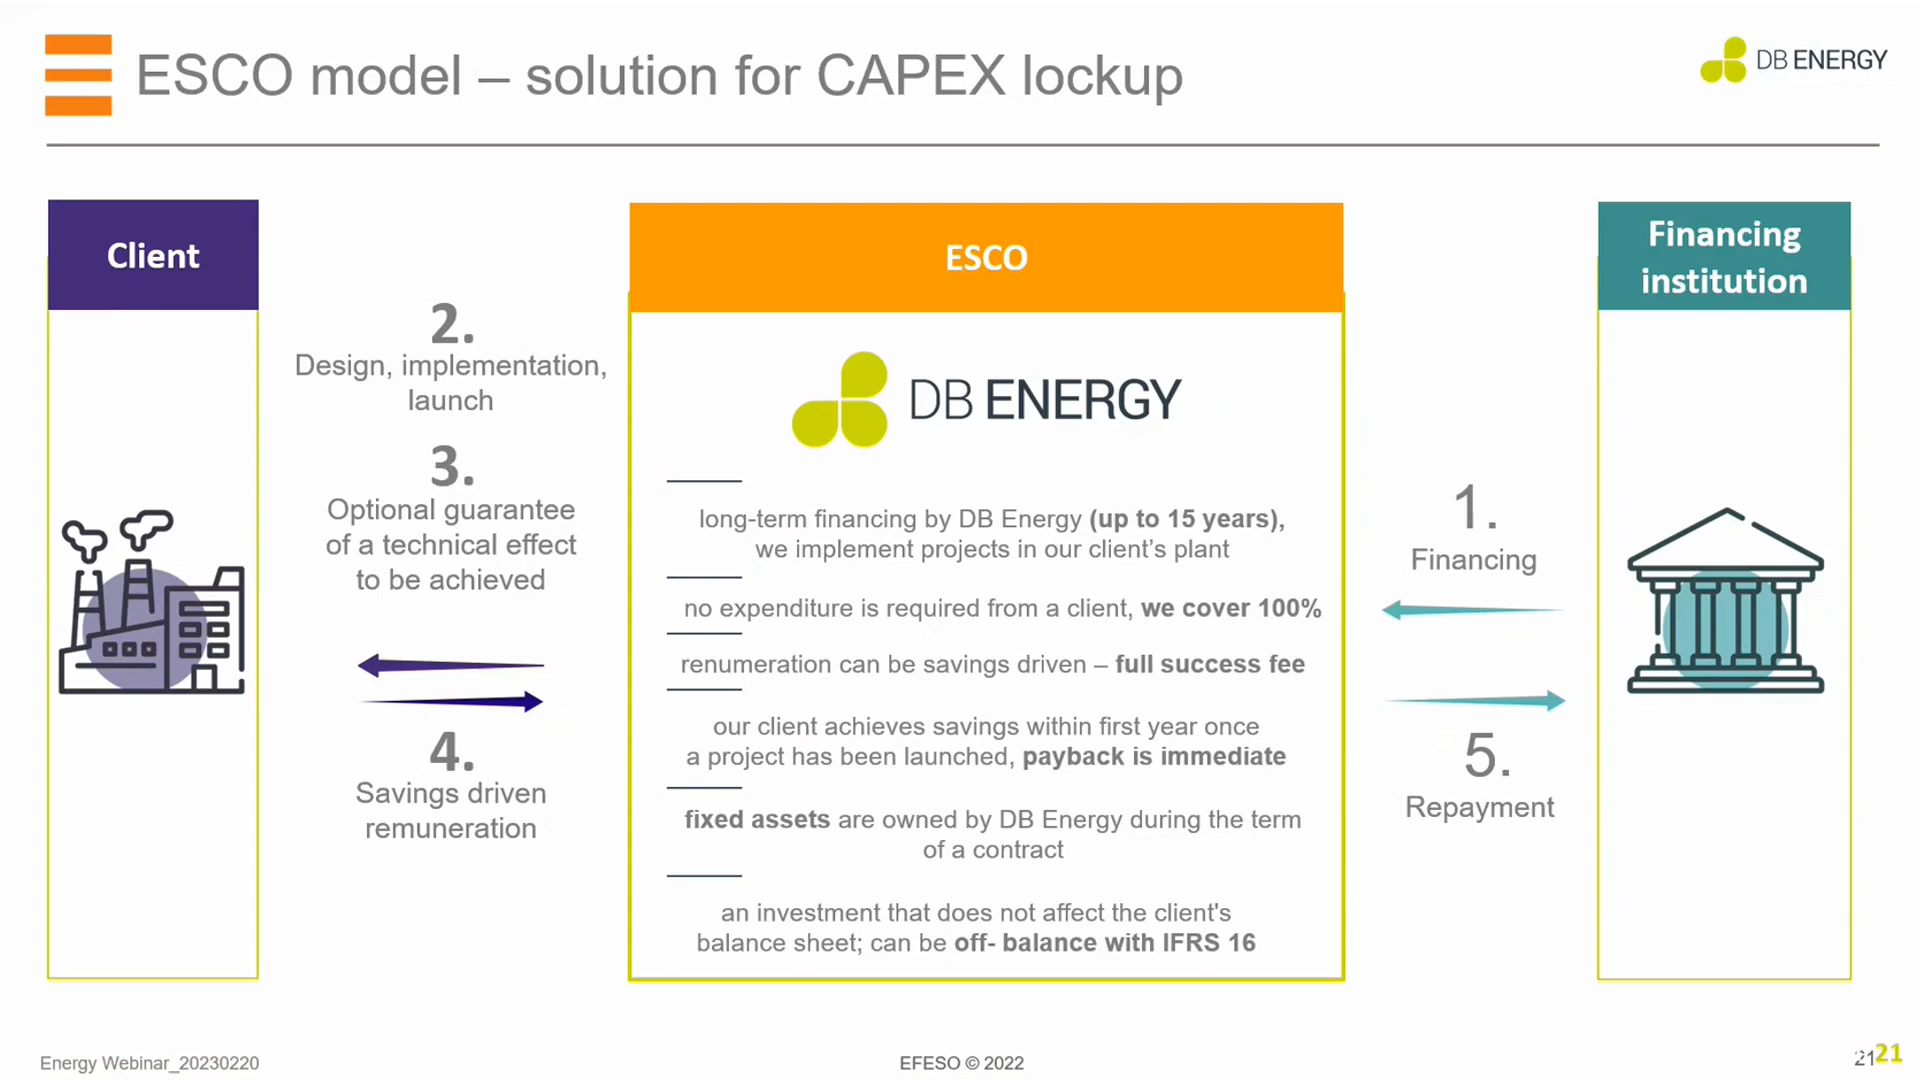 ESCO model – solution for CAPEX lockup
DB ENERGY
Client
2.
Design, implementation,
launch
3.
Optional guarantee
of a technical effect
to be achieved
4.
Savings driven
remuneration
ESCO
DB ENERGY
long-term financing by DB Energy (up to 15 years),
we implement projects in our client’s plant
no expenditure is required from a client, we cover 100%
renumeration can be savings driven – full success fee
our client achieves savings within first year once
a project has been launched, payback is immediate
fixed assets are owned by DB Energy during the term
of a contract
an investment that does not affect the client's
balance sheet; can be off- balance with IFRS 16
1.
Financing
5.
Repayment
Financing
institution
Energy Webinar_20230220
EFESO © 2022
21
21